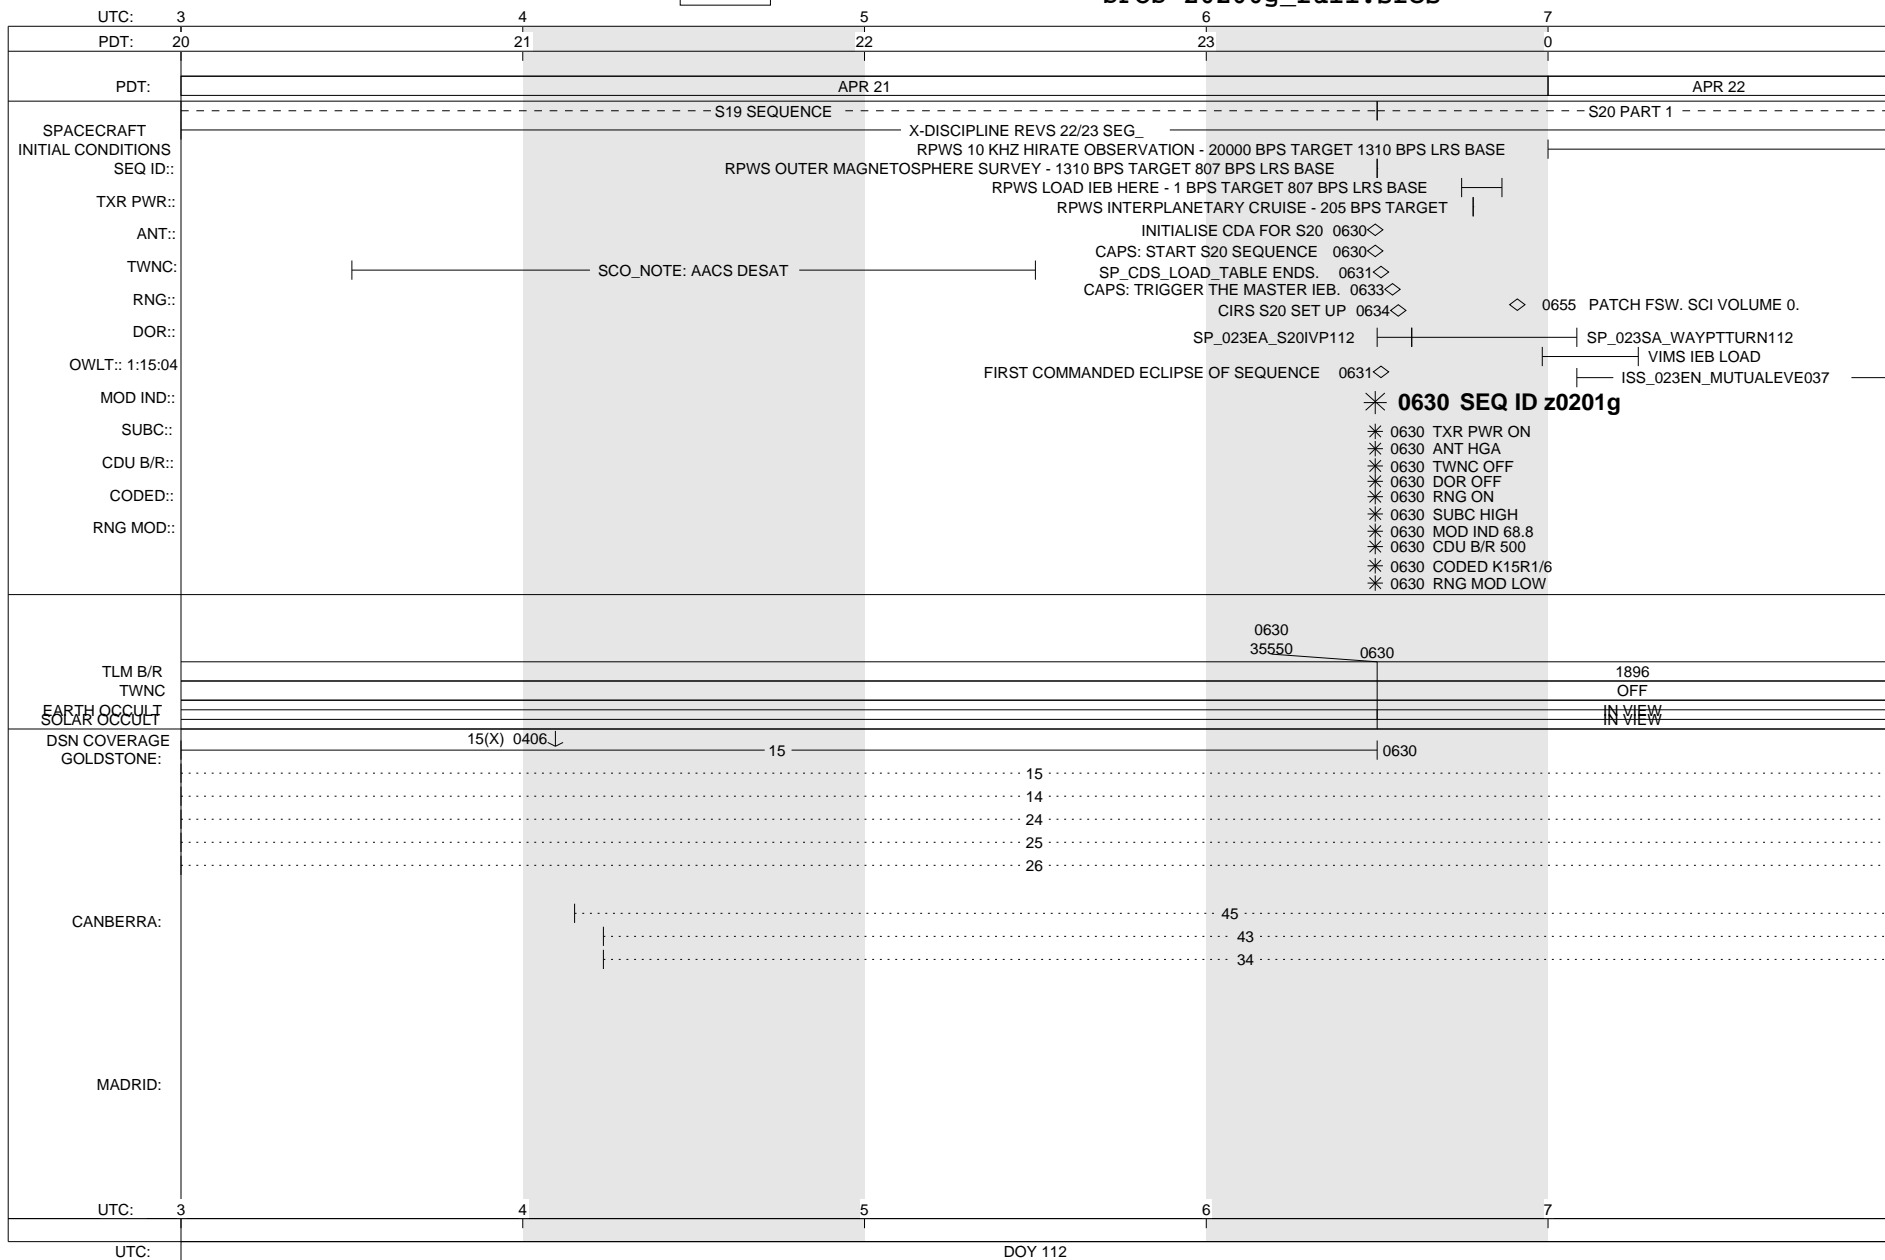 UTC: 3 4 5 6 7
PDT: 20 21 22 23 0
PDT: APR 21 APR 22
S19 SEQUENCE S20 PART 1
SPACECRAFT X-DISCIPLINE REVS 22/23 SEG_
INITIAL CONDITIONS RPWS 10 KHZ HIRATE OBSERVATION - 20000 BPS TARGET 1310 BPS LRS BASE
SEQ ID:: RPWS OUTER MAGNETOSPHERE SURVEY - 1310 BPS TARGET 807 BPS LRS BASE
RPWS LOAD IEB HERE - 1 BPS TARGET 807 BPS LRS BASE
TXR PWR:: RPWS INTERPLANETARY CRUISE - 205 BPS TARGET
ANT:: INITIALISE CDA FOR S20 0630
CAPS: START S20 SEQUENCE 0630
TWNC: SCO_NOTE: AACS DESAT SP_CDS_LOAD_TABLE ENDS. 0631
CAPS: TRIGGER THE MASTER IEB. 0633
RNG:: CIRS S20 SET UP 0634 0655 PATCH FSW. SCI VOLUME 0.
DOR:: SP_023EA_S20IVP112 SP_023SA_WAYPTTURN112
VIMS IEB LOAD
OWLT:: 1:15:04 FIRST COMMANDED ECLIPSE OF SEQUENCE 0631 ISS_023EN_MUTUALEVE037
MOD IND:: 0630 SEQ ID z0201g
SUBC:: 0630 TXR PWR ON
0630 ANT HGA
CDU B/R:: 0630 TWNC OFF
0630 DOR OFF
CODED:: 0630 RNG ON
0630 SUBC HIGH
RNG MOD:: 0630 MOD IND 68.8
0630 CDU B/R 500
0630 CODED K15R1/6
0630 RNG MOD LOW
0630
35550 0630
TLM B/R 1896
TWNC OFF
EARTH OCCULT IN VIEW
SOLAR OCCULT IN VIEW
DSN COVERAGE 15(X) 0406
GOLDSTONE: 15 0630
15
14
24
25
26
CANBERRA: 45
43
34
MADRID:
UTC: 3 4 5 6 7
UTC: DOY 112